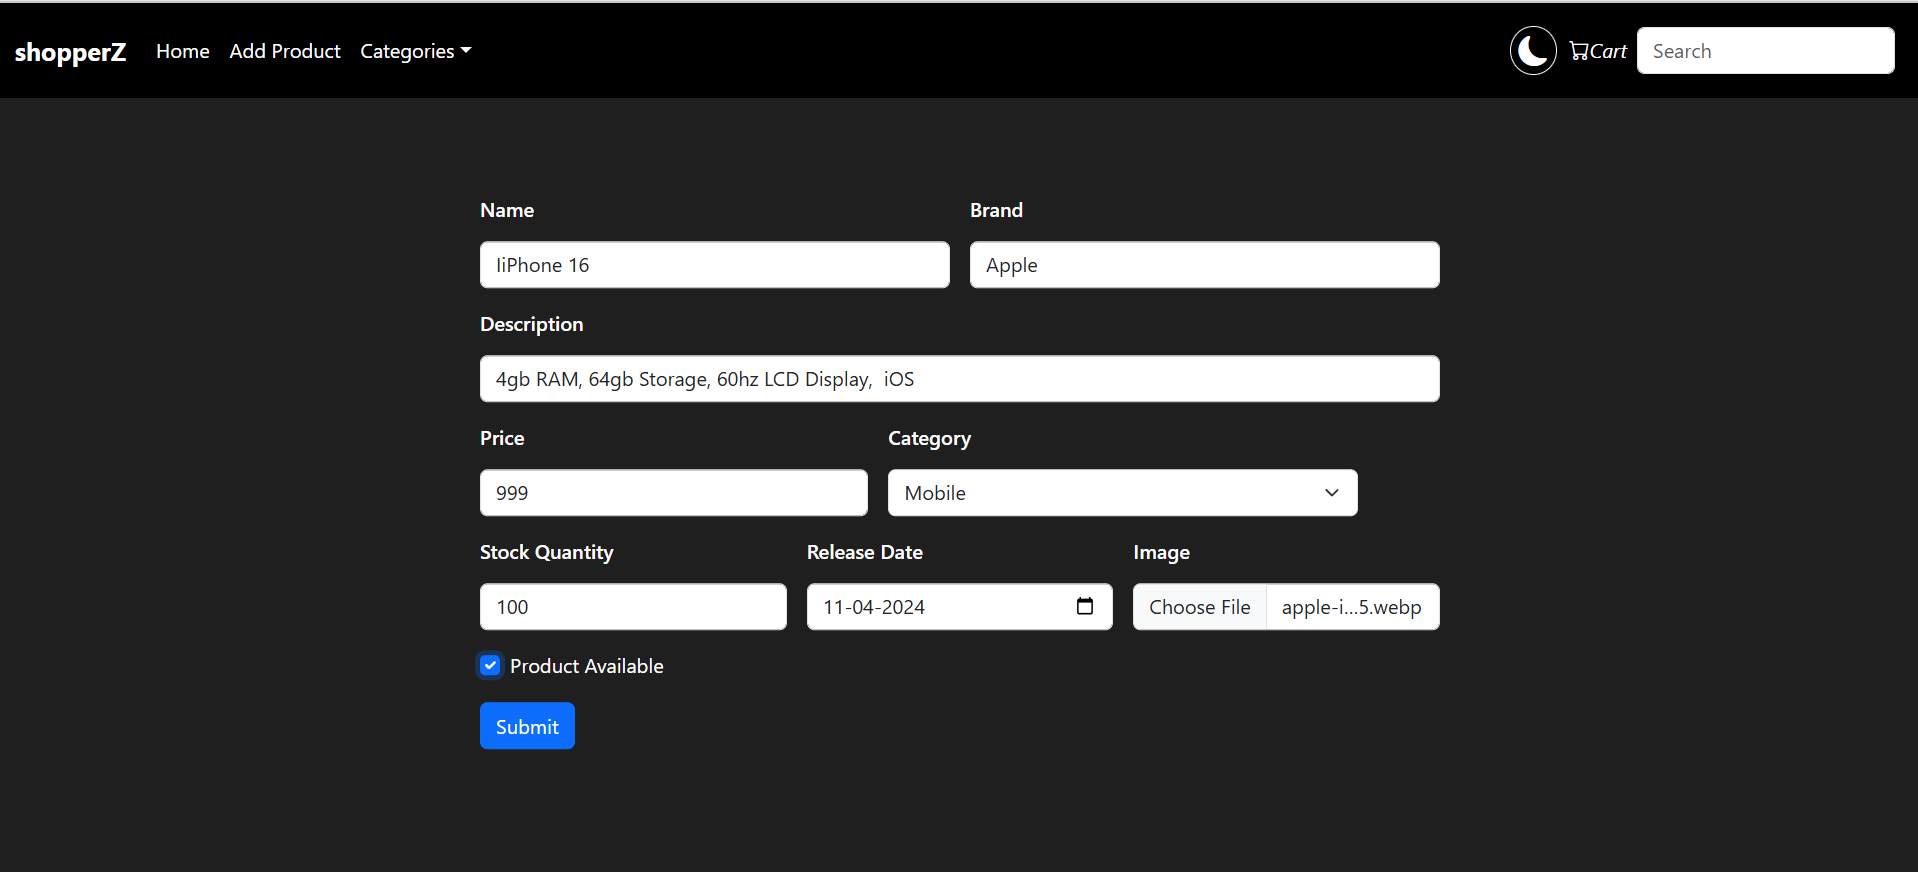 shopperZ Home Add Product Categories Cart Search
Name Brand
IiPhone 16 Apple
Description
4gb RAM, 64gb Storage, 60hz LCD Display,  iOS
Price Category
999 Mobile
Stock Quantity Release Date Image
100 11-04-2024 Choose File apple-i...5.webp
Product Available
Submit